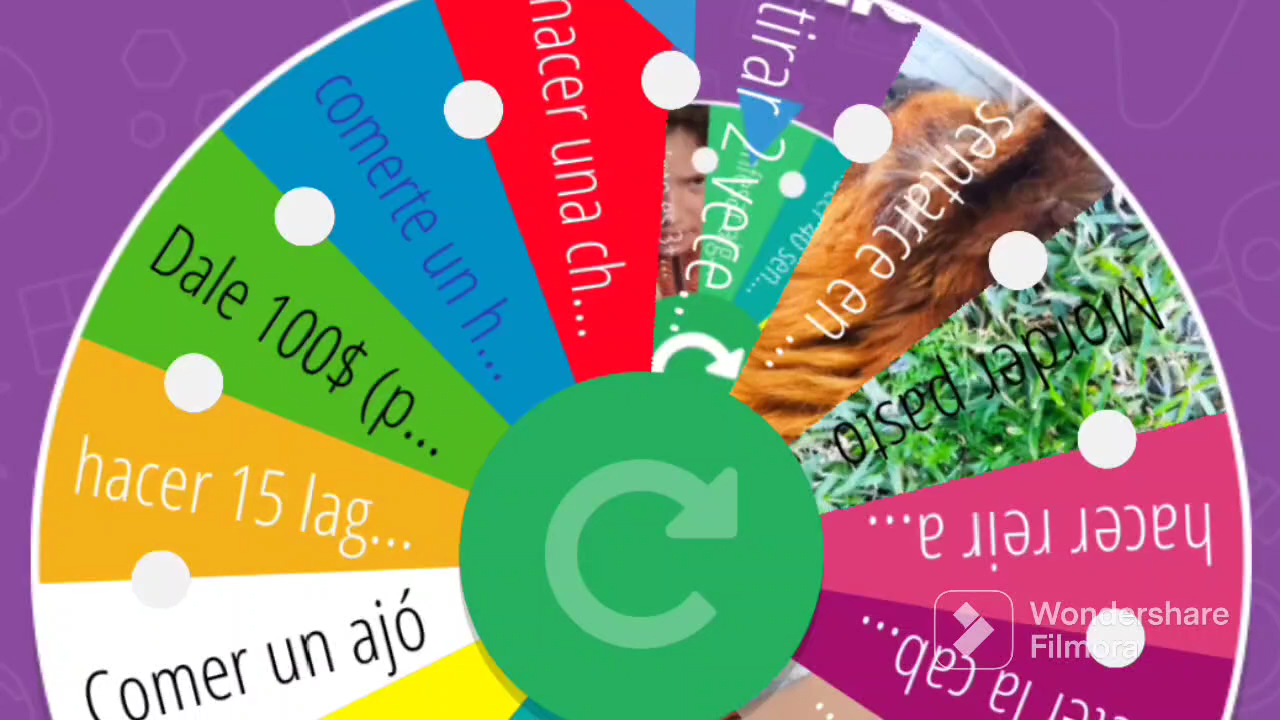 Comer un ajó
hacer 15 lag...
Dale 100$ (p...
comerte un h...
hacer una ch...
tirar 2 vece...
sentarce en ...
Morder pasto
hacer reir a...
la cab...
Wondershare
Filmora